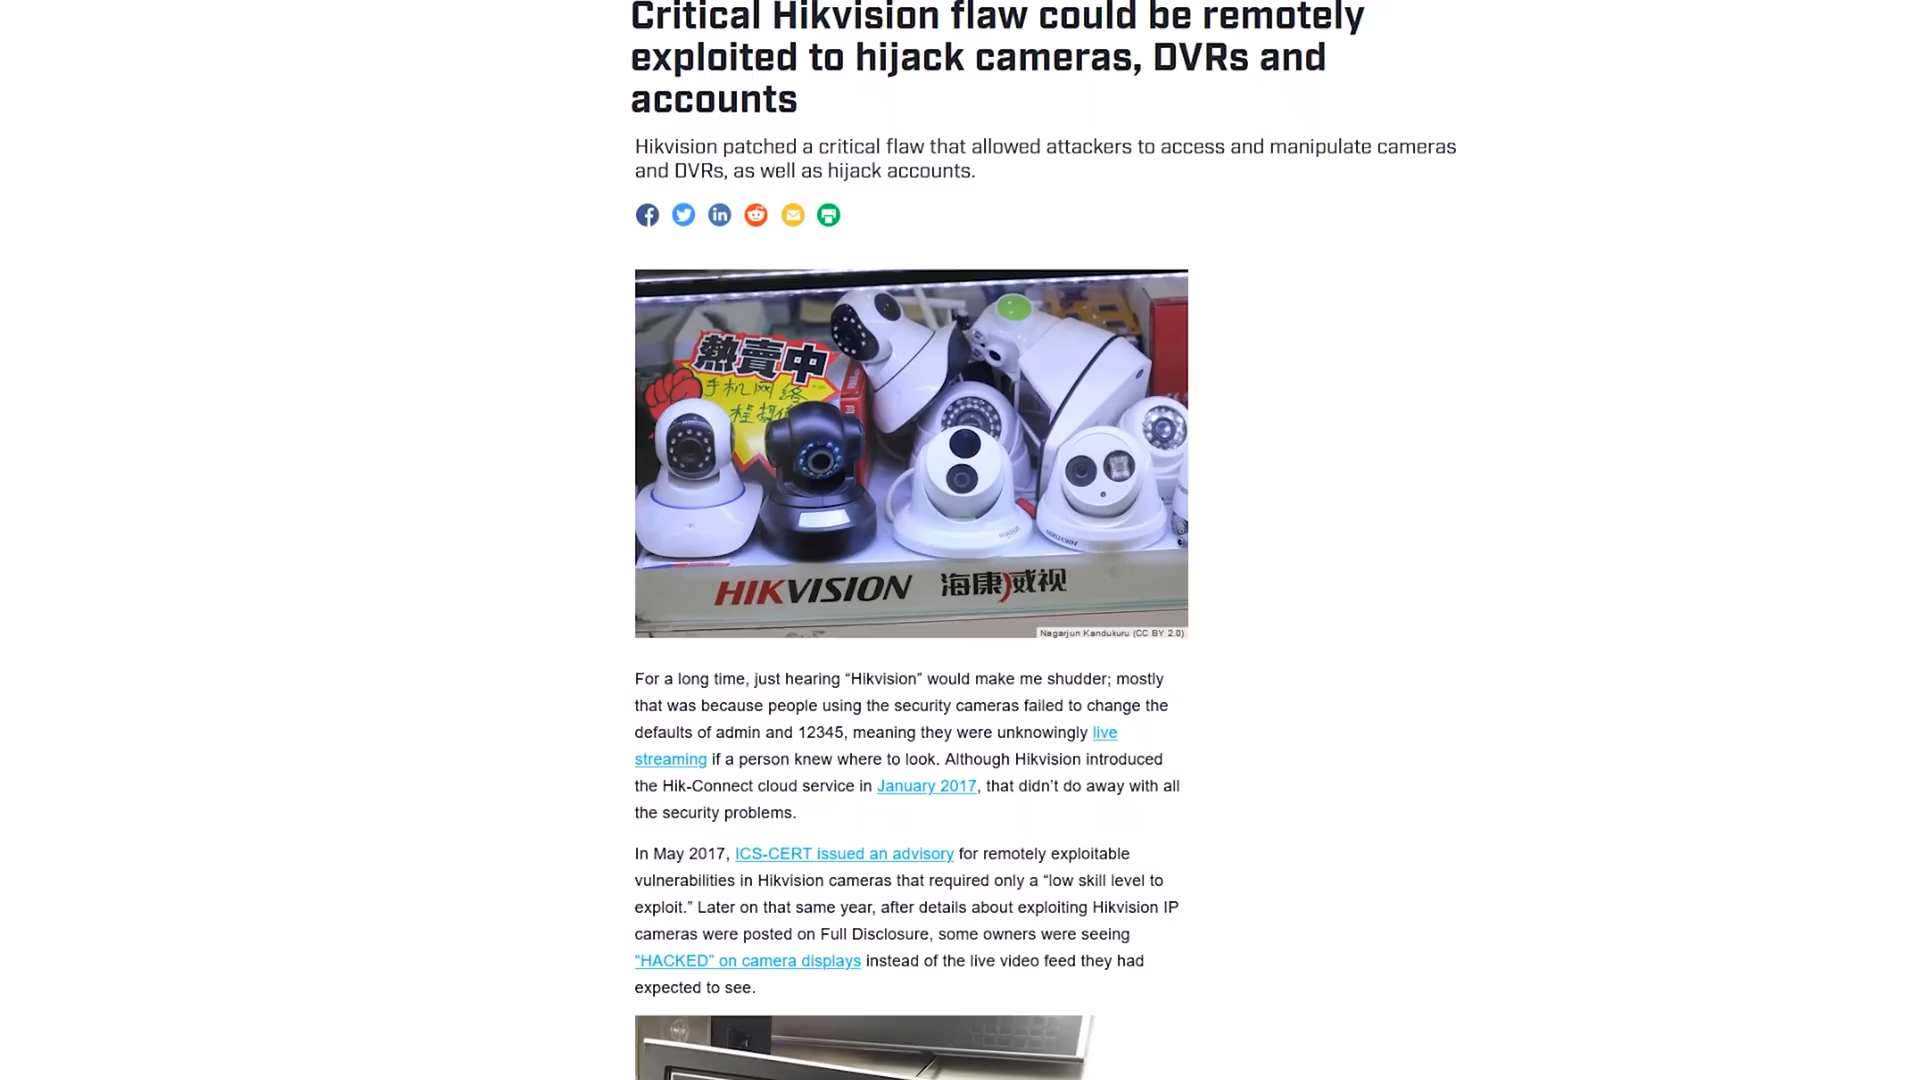 Critical Hikvision flaw could be remotely
exploited to hijack cameras, DVRs and
accounts
Hikvision patched a critical flaw that allowed attackers to access and manipulate cameras
and DVRs, as well as hijack accounts.
熱賣中
手机网络
HIKVISION 海康威视
Nagarjun Kandukuru (CC BY 2.0)
For a long time, just hearing “Hikvision” would make me shudder; mostly
that was because people using the security cameras failed to change the
defaults of admin and 12345, meaning they were unknowingly live
streaming if a person knew where to look. Although Hikvision introduced
the Hik-Connect cloud service in January 2017, that didn’t do away with all
the security problems.
In May 2017, ICS-CERT issued an advisory for remotely exploitable
vulnerabilities in Hikvision cameras that required only a “low skill level to
exploit.” Later on that same year, after details about exploiting Hikvision IP
cameras were posted on Full Disclosure, some owners were seeing
“HACKED” on camera displays instead of the live video feed they had
expected to see.